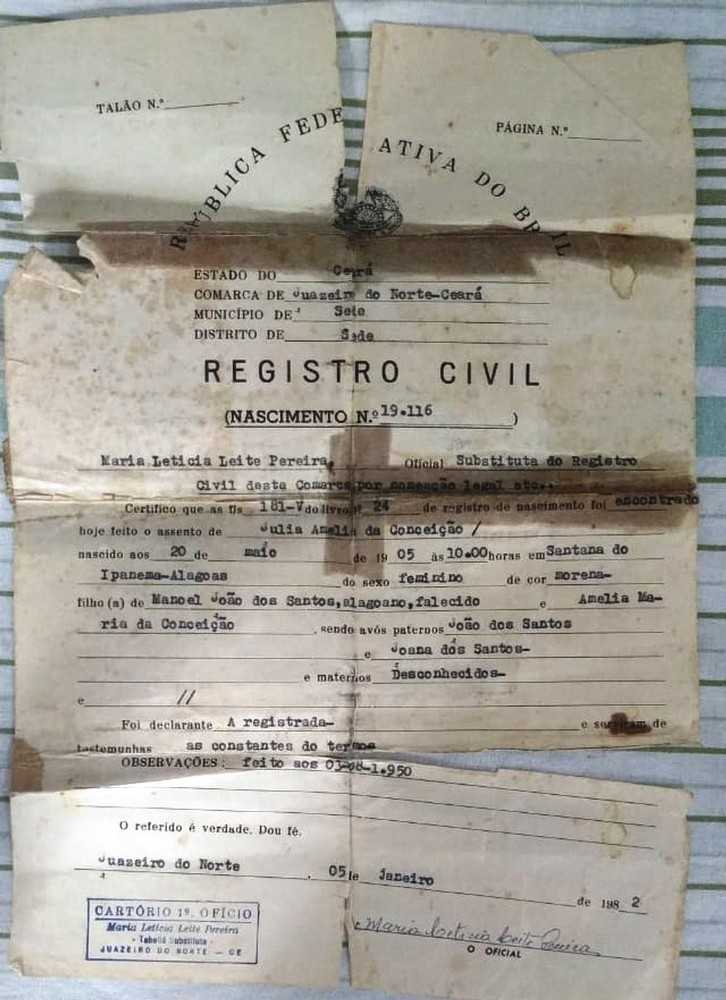 TALÃO N.º
PÁGINA N.º
REPÚBLICA FEDE ATIVA DO BR IL
ESTADO DO Ceará
COMARCA DE Juazeiro do Norte-Ceará
MUNICÍPIO DE Sede
DISTRITO DE Sede
REGISTRO CIVIL
(NASCIMENTO N.º 19.116 )
Maria Leticia Leite Pereira, Oficial Substituta do Registro
Civil desta Comarca por nomeação legal etc..
Certifico que as fls 181-V do livro nº 24 de registro de nascimento foi encontrado
hoje feito o assento de Julia Amelia da Conceição /
nascido aos 20 de maio de 19 05 às 10.00 horas em Santana do
Ipanema-Alagoas do sexo feminino de cor morena-
filho (a) de Manoel João dos Santos, alagoano, falecido e Amelia Ma-
ria da Conceição , sendo avós paternos João dos Santos
e Joana dos Santos-
e maternos Desconhecidos-
e //
Foi declarante A registrada- e serviram de
testemunhas as constantes do termo
OBSERVAÇÕES: feito aos 03-08-1.950
O referido é verdade. Dou fé.
Juazeiro do Norte , 05 de Janeiro de 198 2
CARTÓRIO 1º. OFÍCIO
Maria Leticia Leite Pereira
- Tabeliã Substituta -
JUAZEIRO DO NORTE — CE
Maria Leticia Leite Pereira
O OFICIAL